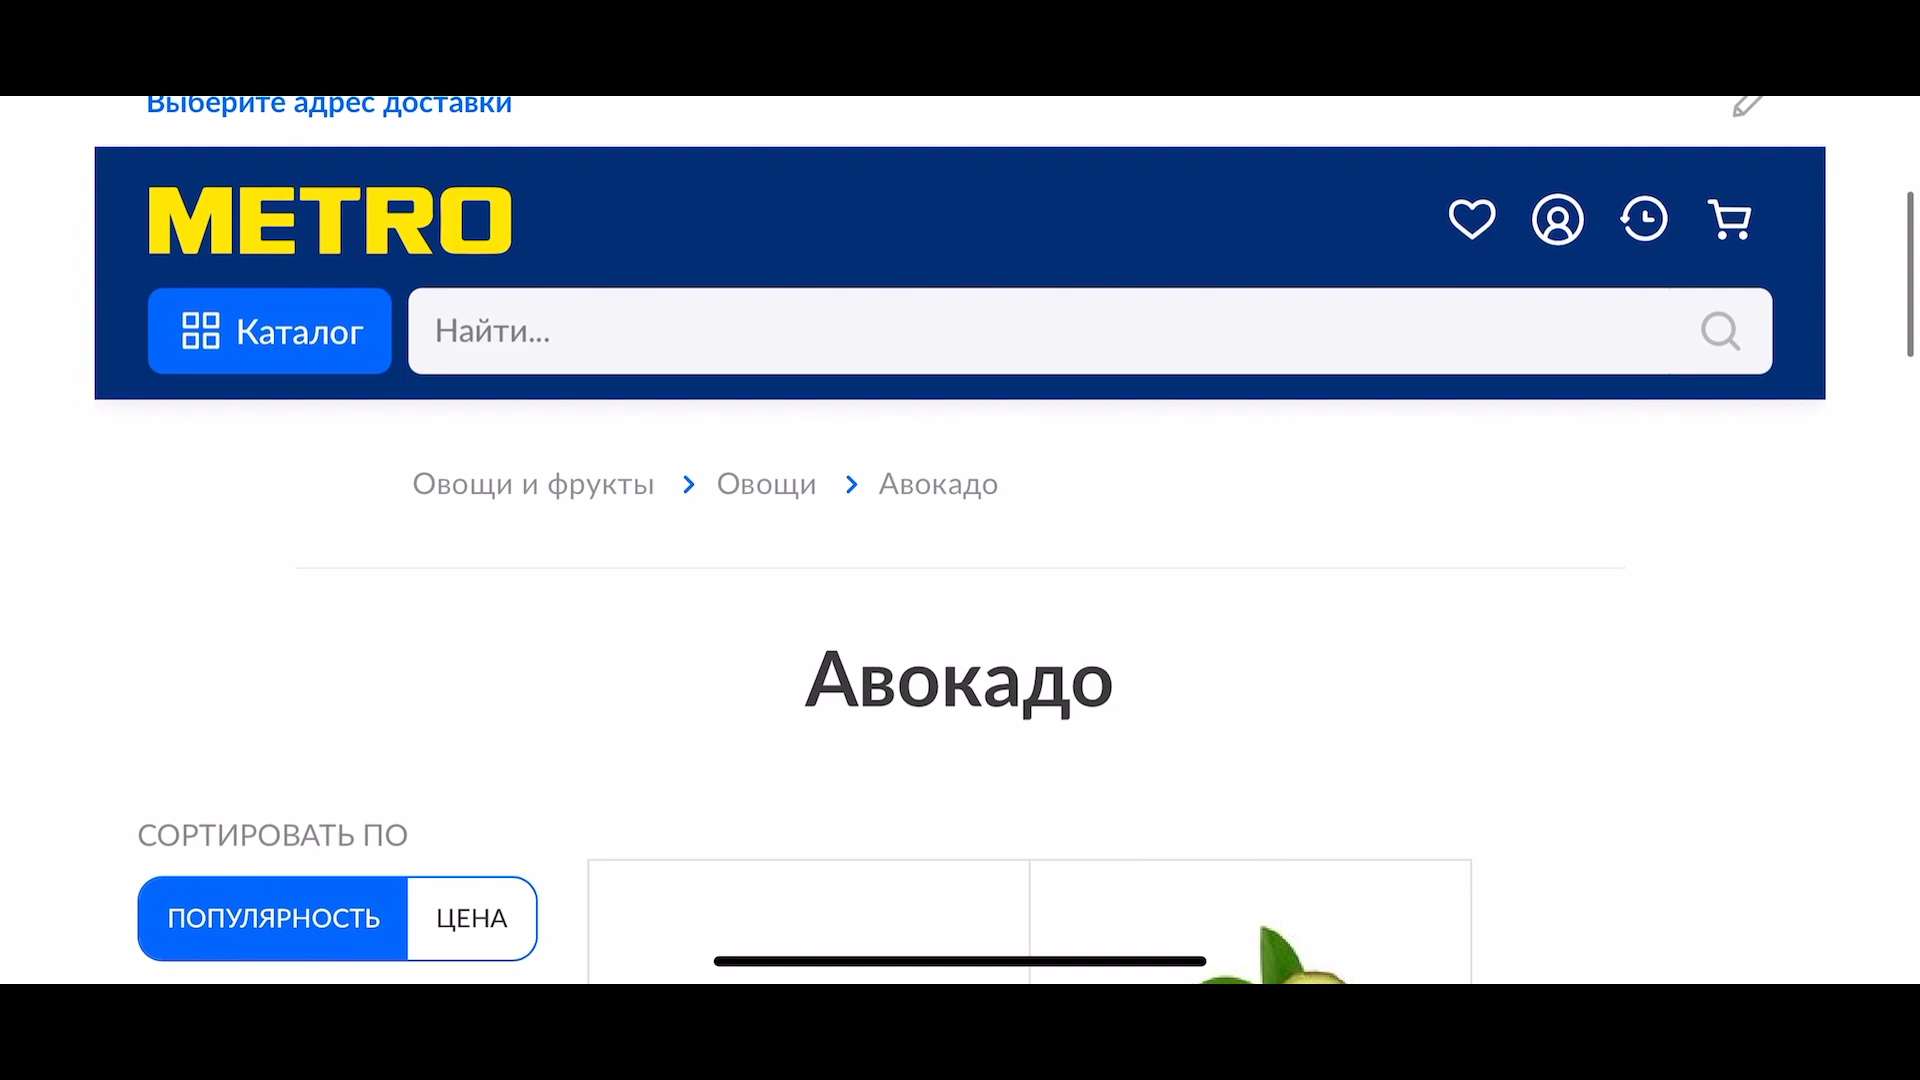 Выберите адрес доставки
METRO
Каталог
Найти...
Овощи и фрукты > Овощи > Авокадо
Авокадо
СОРТИРОВАТЬ ПО
ПОПУЛЯРНОСТЬ ЦЕНА